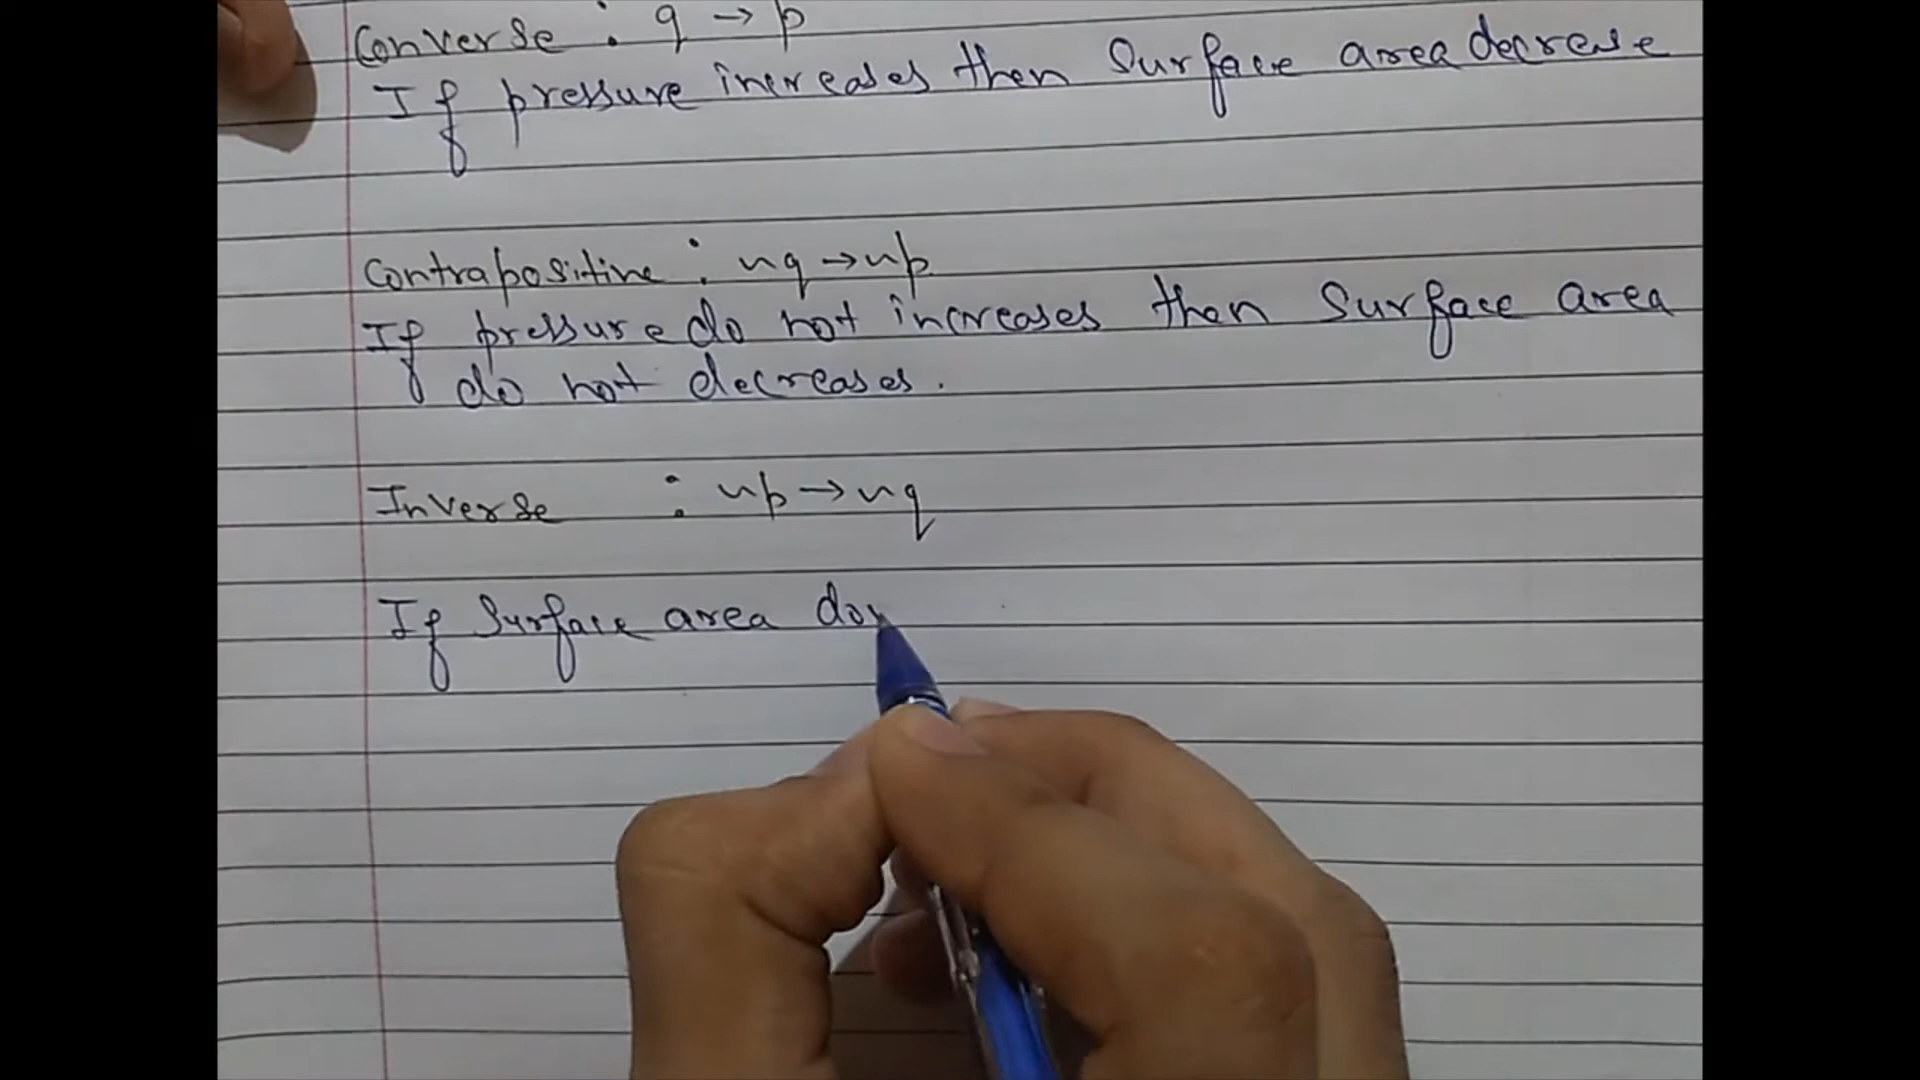 Converse : q → p
If pressure increases then Surface area decrease
Contrapositive : ~q → ~p
If pressure do not increases then Surface area
do not decreases.
Inverse : ~p → ~q
If Surface area do